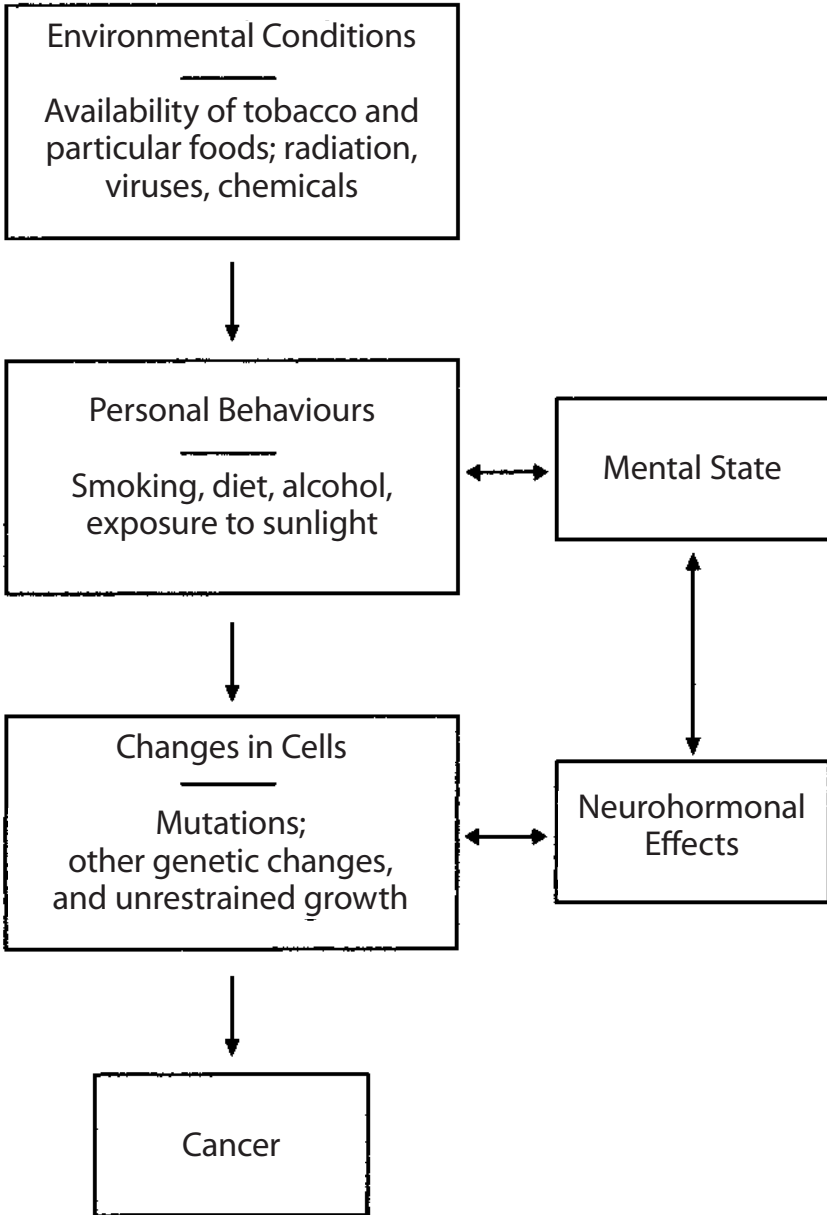 Environmental Conditions
Availability of tobacco and
particular foods; radiation,
viruses, chemicals
Personal Behaviours
Smoking, diet, alcohol,
exposure to sunlight
Mental State
Changes in Cells
Mutations;
other genetic changes,
and unrestrained growth
Neurohormonal
Effects
Cancer